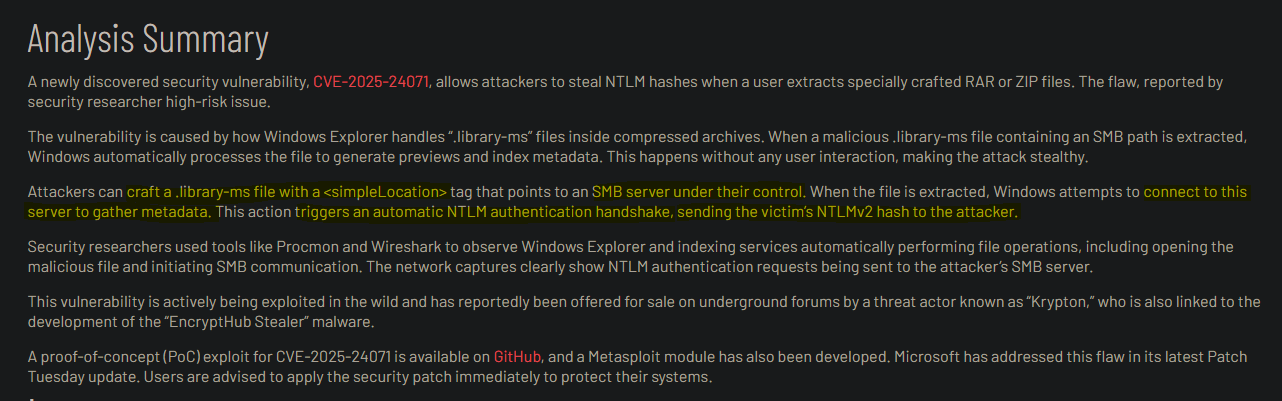 Analysis Summary
A newly discovered security vulnerability, CVE-2025-24071, allows attackers to steal NTLM hashes when a user extracts specially crafted RAR or ZIP files. The flaw, reported by
security researcher high-risk issue.
The vulnerability is caused by how Windows Explorer handles “.library-ms” files inside compressed archives. When a malicious .library-ms file containing an SMB path is extracted,
Windows automatically processes the file to generate previews and index metadata. This happens without any user interaction, making the attack stealthy.
Attackers can craft a .library-ms file with a <simpleLocation> tag that points to an SMB server under their control. When the file is extracted, Windows attempts to connect to this
server to gather metadata. This action triggers an automatic NTLM authentication handshake, sending the victim’s NTLMv2 hash to the attacker.
Security researchers used tools like Procmon and Wireshark to observe Windows Explorer and indexing services automatically performing file operations, including opening the
malicious file and initiating SMB communication. The network captures clearly show NTLM authentication requests being sent to the attacker’s SMB server.
This vulnerability is actively being exploited in the wild and has reportedly been offered for sale on underground forums by a threat actor known as “Krypton,” who is also linked to the
development of the “EncryptHub Stealer” malware.
A proof-of-concept (PoC) exploit for CVE-2025-24071 is available on GitHub, and a Metasploit module has also been developed. Microsoft has addressed this flaw in its latest Patch
Tuesday update. Users are advised to apply the security patch immediately to protect their systems.